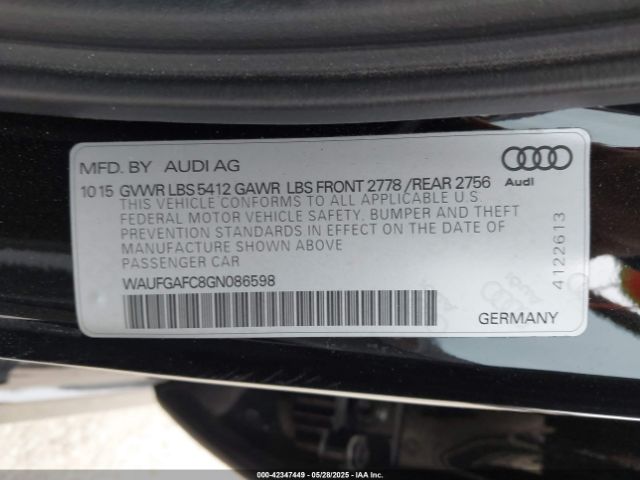 MFD. BY AUDI AG
10 15 GVWR LBS 5412 GAWR LBS FRONT 2778 /REAR 2756
Audi
THIS VEHICLE CONFORMS TO ALL APPLICABLE U.S.
FEDERAL MOTOR VEHICLE SAFETY, BUMPER AND THEFT
PREVENTION STANDARDS IN EFFECT ON THE DATE OF
MANUFACTURE SHOWN ABOVE
PASSENGER CAR
4122613
WAUFGAFC8GN086598
GERMANY
000-42347449 - 05/28/2025 - IAA Inc.